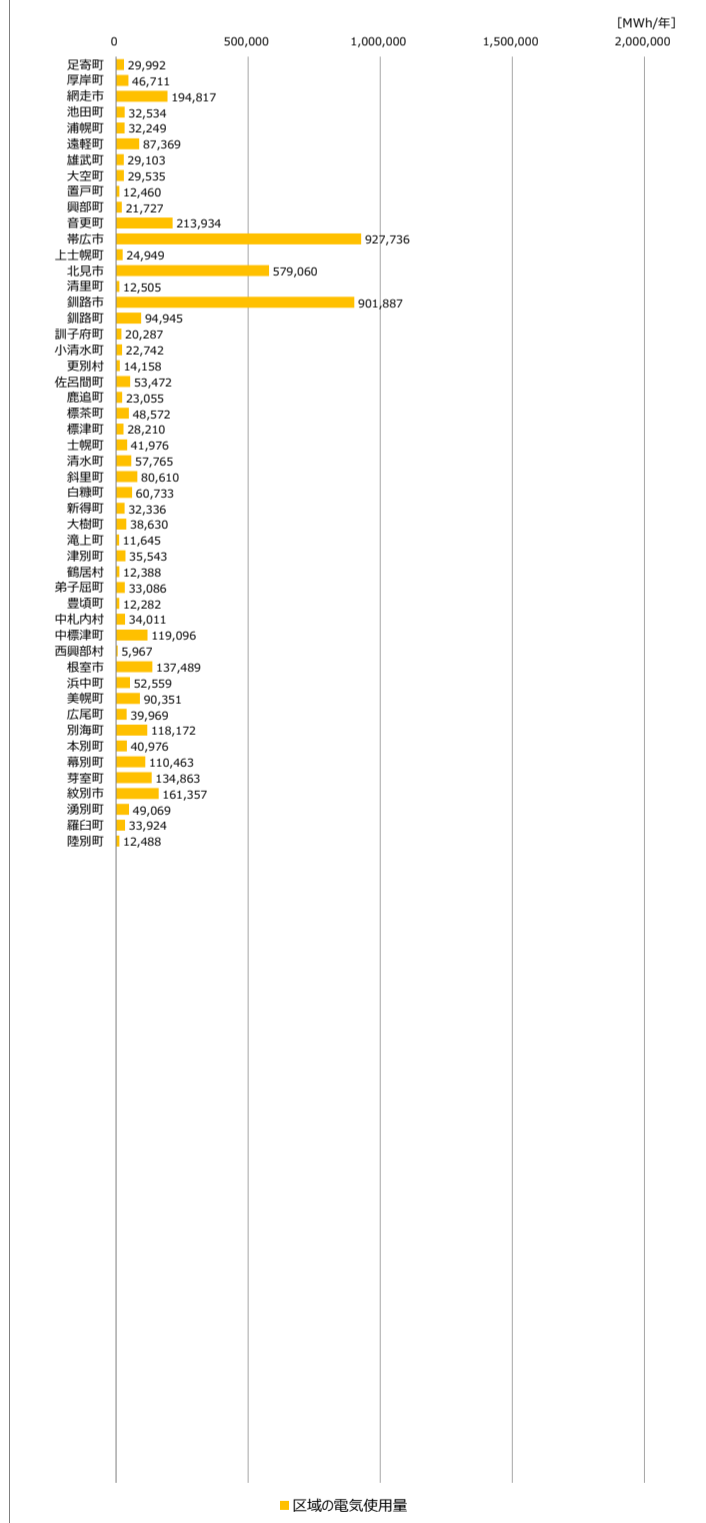 [MWh/年]
0 500,000 1,000,000 1,500,000 2,000,000
足寄町 29,992
厚岸町 46,711
網走市 194,817
池田町 32,534
浦幌町 32,249
遠軽町 87,369
雄武町 29,103
大空町 29,535
置戸町 12,460
興部町 21,727
音更町 213,934
帯広市 927,736
上士幌町 24,949
北見市 579,060
清里町 12,505
釧路市 901,887
釧路町 94,945
訓子府町 20,287
小清水町 22,742
更別村 14,158
佐呂間町 53,472
鹿追町 23,055
標茶町 48,572
標津町 28,210
士幌町 41,976
清水町 57,765
斜里町 80,610
白糠町 60,733
新得町 32,336
大樹町 38,630
滝上町 11,645
津別町 35,543
鶴居村 12,388
弟子屈町 33,086
豊頃町 12,282
中札内村 34,011
中標津町 119,096
西興部村 5,967
根室市 137,489
浜中町 52,559
美幌町 90,351
広尾町 39,969
別海町 118,172
本別町 40,976
幕別町 110,463
芽室町 134,863
紋別市 161,357
湧別町 49,069
羅臼町 33,924
陸別町 12,488
区域の電気使用量